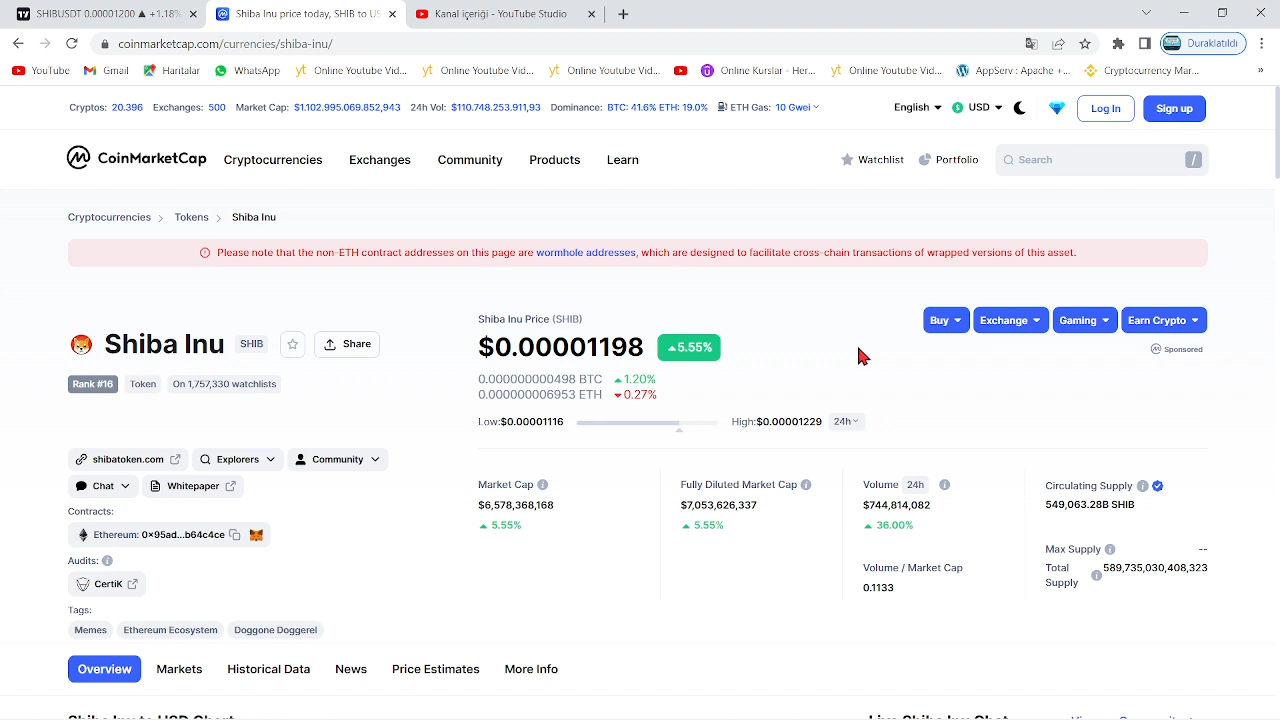 SHIBUSDT 0.00001200 ▲ +1.18%
Shiba Inu price today, SHIB to US
Kanal içeriği - YouTube Studio
coinmarketcap.com/currencies/shiba-inu/
Duraklatıldı
YouTube
Gmail
Haritalar
WhatsApp
Online Youtube Vid...
Online Youtube Vid...
Online Youtube Vid...
Online Kurslar - Her...
Online Youtube Vid...
AppServ : Apache +...
Cryptocurrency Mar...
»
Cryptos: 20.396 Exchanges: 500 Market Cap: $1.102.995.069.852,943 24h Vol: $110.748.253.911,93 Dominance: BTC: 41.6% ETH: 19.0% ETH Gas: 10 Gwei
English USD Log In Sign up
CoinMarketCap Cryptocurrencies Exchanges Community Products Learn
Watchlist Portfolio Search /
Cryptocurrencies > Tokens > Shiba Inu
Please note that the non-ETH contract addresses on this page are wormhole addresses, which are designed to facilitate cross-chain transactions of wrapped versions of this asset.
Shiba Inu SHIB Share
Rank #16 Token On 1,757,330 watchlists
Shiba Inu Price (SHIB)
$0.00001198 5.55%
0.000000000498 BTC 1.20%
0.000000006953 ETH 0.27%
Low:$0.00001116 High:$0.00001229 24h
Buy Exchange Gaming Earn Crypto
Sponsored
shibatoken.com Explorers Community
Chat Whitepaper
Contracts:
Ethereum: 0x95ad...b64c4ce
Audits:
CertiK
Tags:
Memes Ethereum Ecosystem Doggone Doggerel
Market Cap
$6,578,368,168
5.55%
Fully Diluted Market Cap
$7,053,626,337
5.55%
Volume 24h
$744,814,082
36.00%
Volume / Market Cap
0.1133
Circulating Supply
549,063.28B SHIB
Max Supply --
Total Supply 589,735,030,408,323
Overview Markets Historical Data News Price Estimates More Info
Shiba Inu to USD Chart
Live Shiba Inu Chat